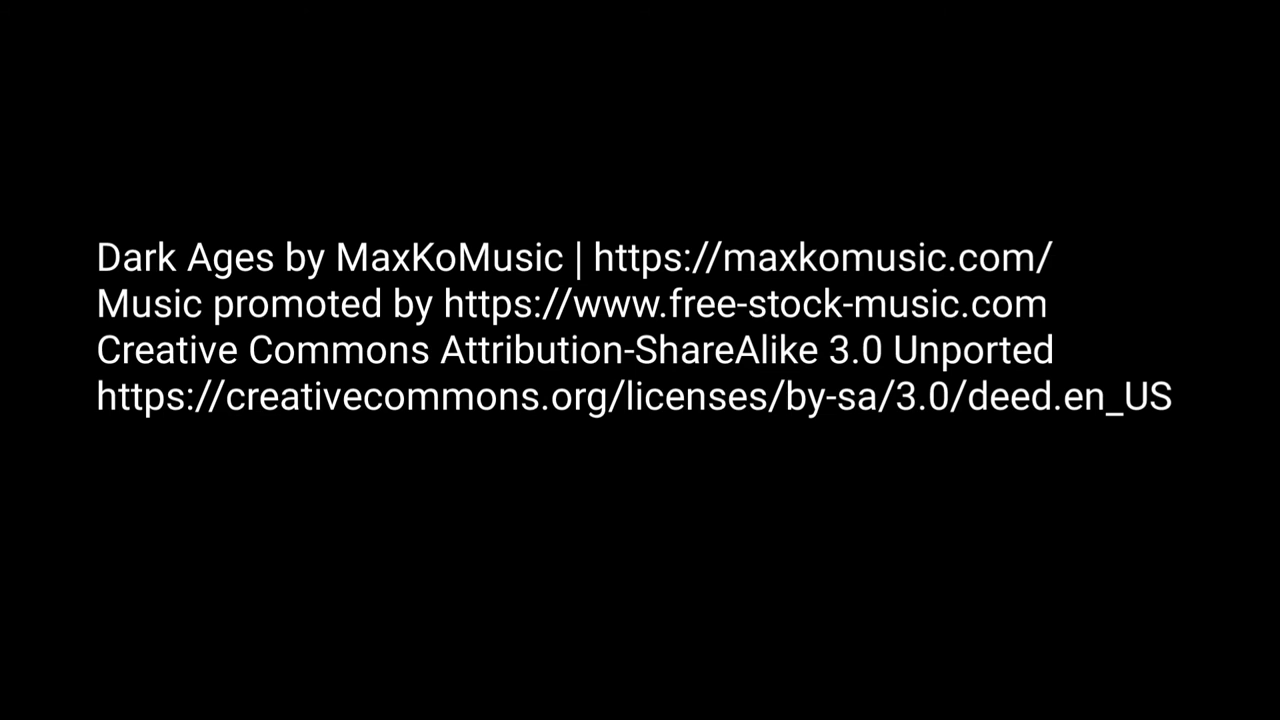 Dark Ages by MaxKoMusic | https://maxkomusic.com/
Music promoted by https://www.free-stock-music.com
Creative Commons Attribution-ShareAlike 3.0 Unported
https://creativecommons.org/licenses/by-sa/3.0/deed.en_US